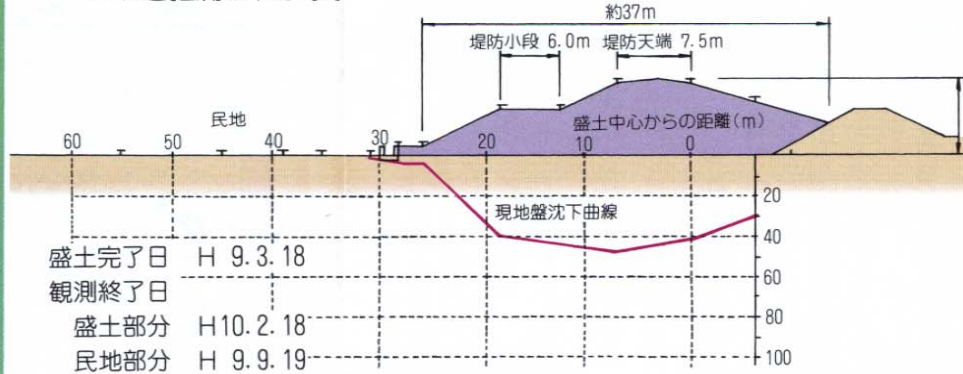 約37m
堤防小段 6.0m 堤防天端 7.5m
民地
盛土中心からの距離(m)
60 50 40 30 20 10 0
20
現地盤沈下曲線
40
60
80
100
盛土完了日 H 9.3.18
観測終了日
盛土部分 H10.2.18
民地部分 H 9.9.19